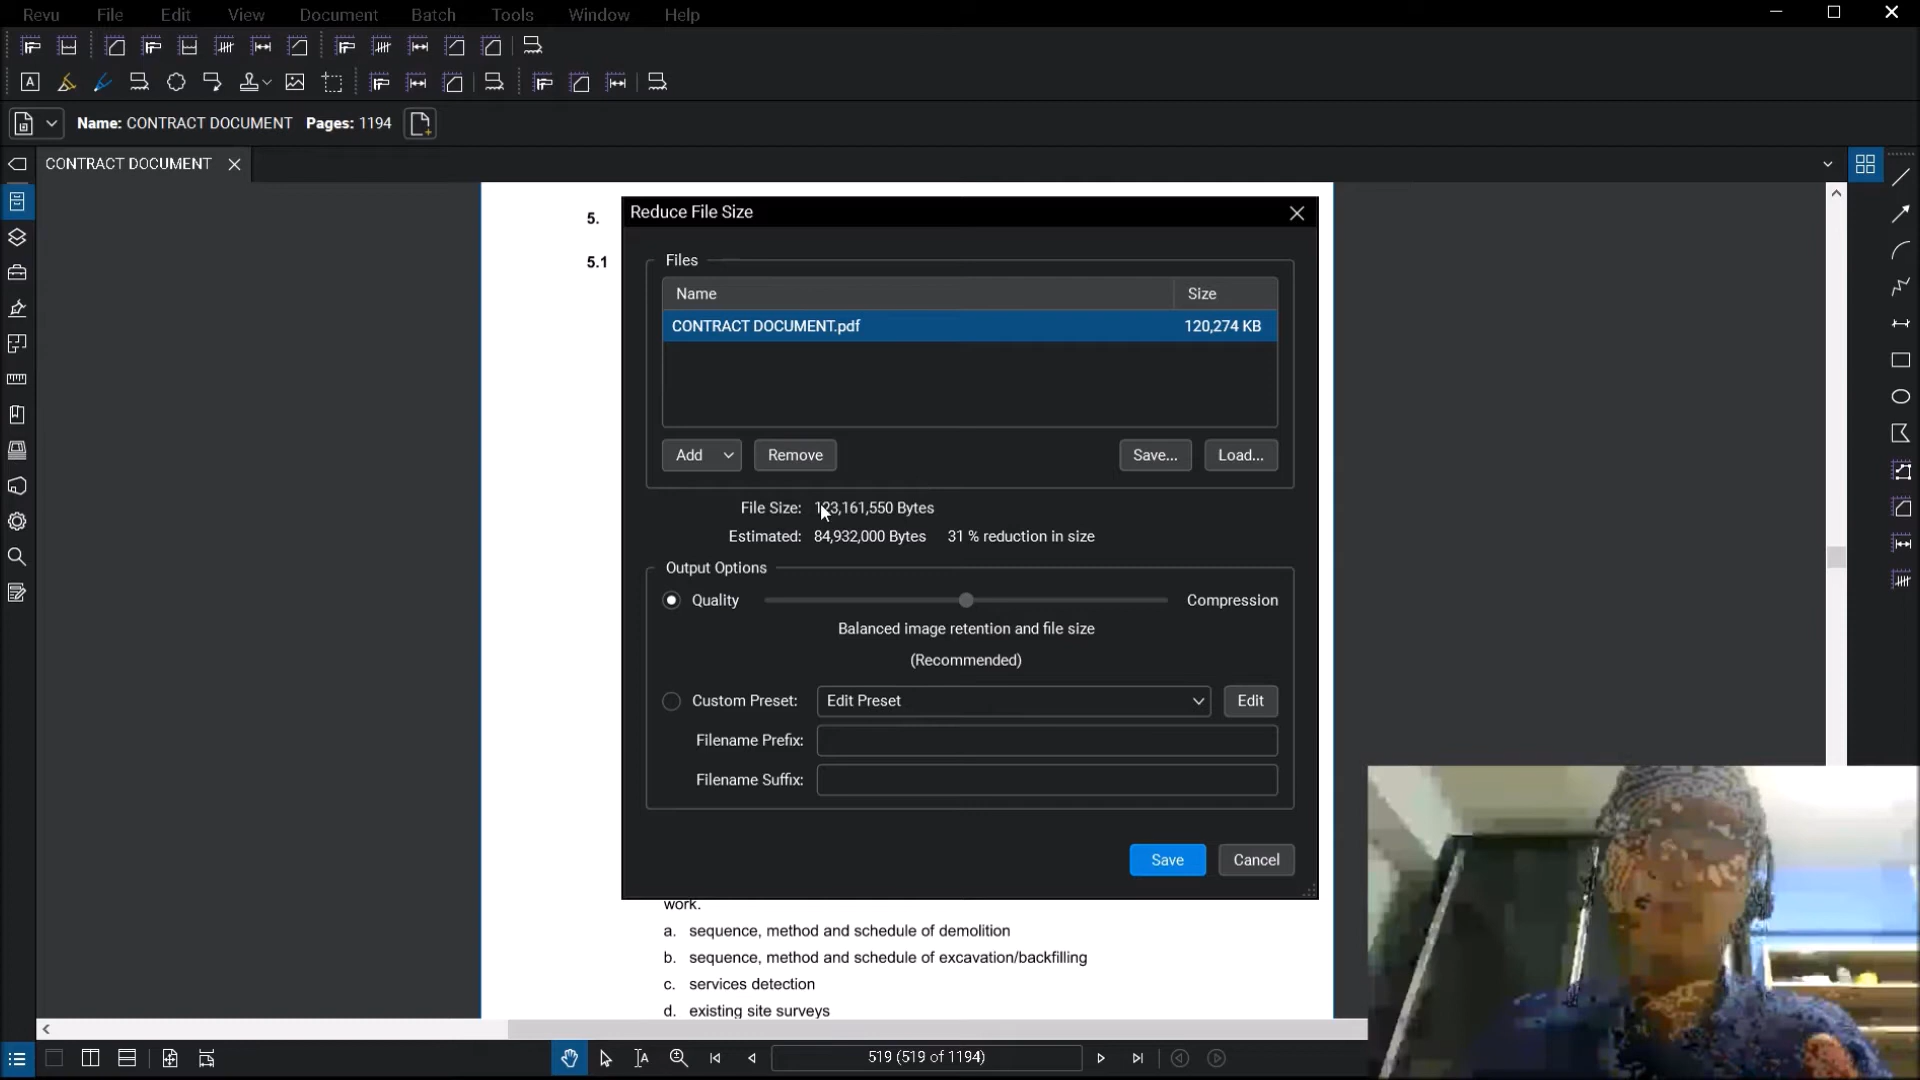 Revu File Edit View Document Batch Tools Window Help
Name: CONTRACT DOCUMENT Pages: 1194
CONTRACT DOCUMENT
5.
5.1
Reduce File Size
Files
Name Size
CONTRACT DOCUMENT.pdf 120,274 KB
Add Remove Save... Load...
File Size: 123,161,550 Bytes
Estimated: 84,932,000 Bytes 31 % reduction in size
Output Options
Quality Compression
Balanced image retention and file size
(Recommended)
Custom Preset: Edit Preset Edit
Filename Prefix:
Filename Suffix:
Save Cancel
work.
a. sequence, method and schedule of demolition
b. sequence, method and schedule of excavation/backfilling
c. services detection
d. existing site surveys
519 (519 of 1194)